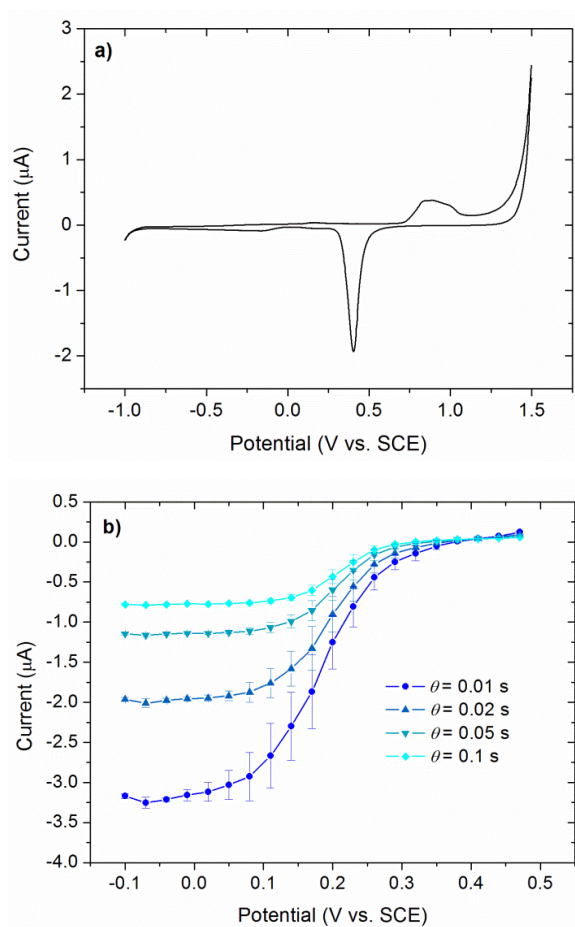 a)
3
2
1
0
-1
-2
Current (µA)
-1.0 -0.5 0.0 0.5 1.0 1.5
Potential (V vs. SCE)
b)
0.5
0.0
-0.5
-1.0
-1.5
-2.0
-2.5
-3.0
-3.5
-4.0
Current (µA)
θ = 0.01 s
θ = 0.02 s
θ = 0.05 s
θ = 0.1 s
-0.1 0.0 0.1 0.2 0.3 0.4 0.5
Potential (V vs. SCE)